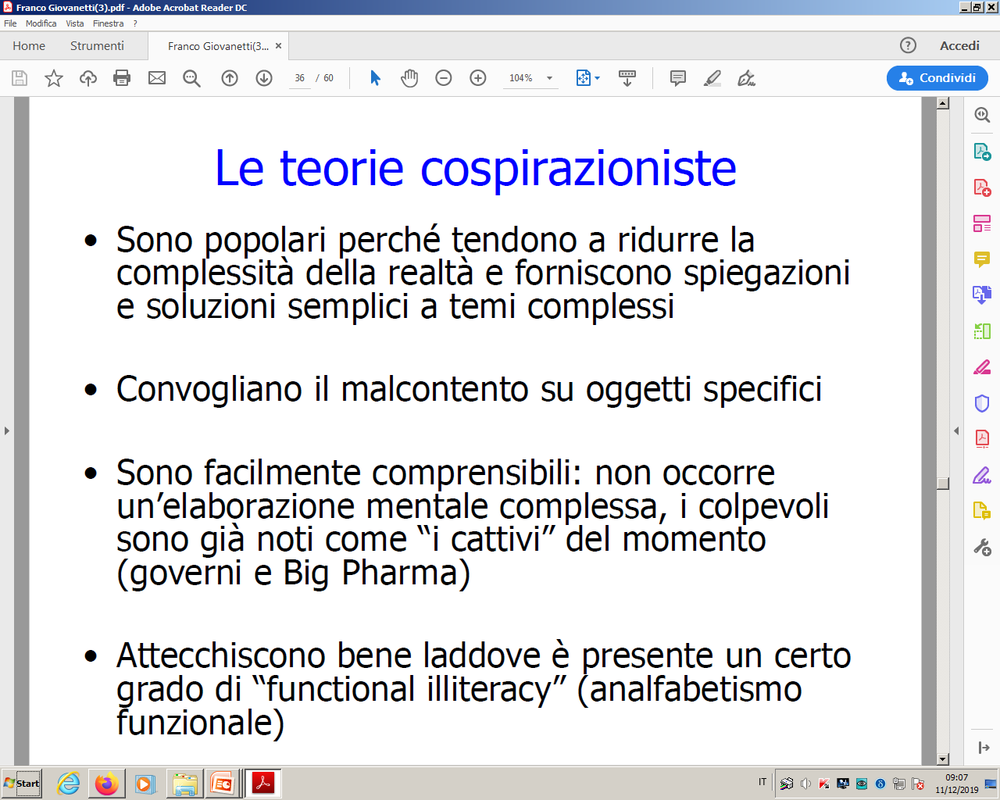 Franco Giovanetti(3).pdf - Adobe Acrobat Reader DC
File Modifica Vista Finestra ?
Home Strumenti Franco Giovanetti(3... × Accedi
36 / 60 104% Condividi
Le teorie cospirazioniste
• Sono popolari perché tendono a ridurre la
complessità della realtà e forniscono spiegazioni
e soluzioni semplici a temi complessi
• Convogliano il malcontento su oggetti specifici
• Sono facilmente comprensibili: non occorre
un’elaborazione mentale complessa, i colpevoli
sono già noti come “i cattivi” del momento
(governi e Big Pharma)
• Attecchiscono bene laddove è presente un certo
grado di “functional illiteracy” (analfabetismo
funzionale)
Start IT 09:07
11/12/2019